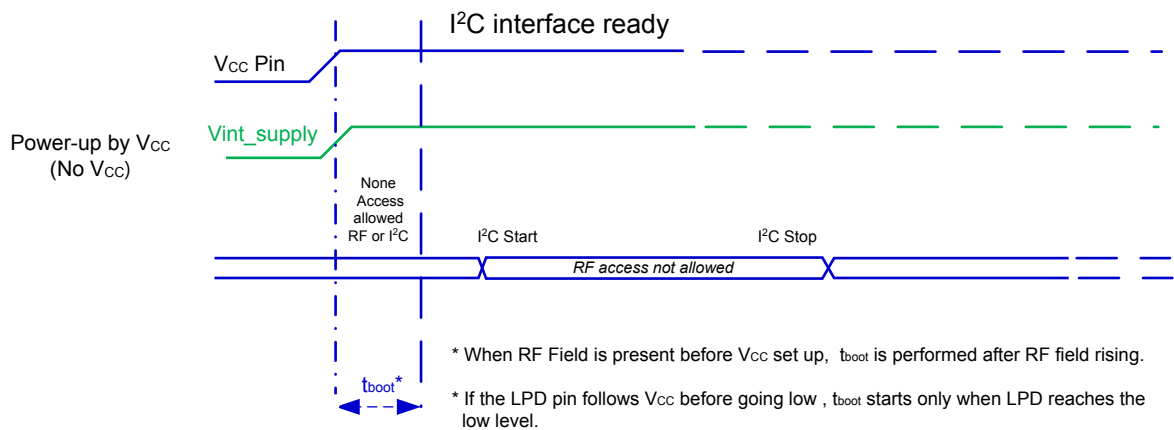 I²C interface ready
VCC Pin
Vint_supply
Power-up by VCC
(No VCC)
None
Access
allowed
RF or I²C
I²C Start
I²C Stop
RF access not allowed
* When RF Field is present before VCC set up, tboot is performed after RF field rising.
tboot*
* If the LPD pin follows VCC before going low , tboot starts only when LPD reaches the
low level.